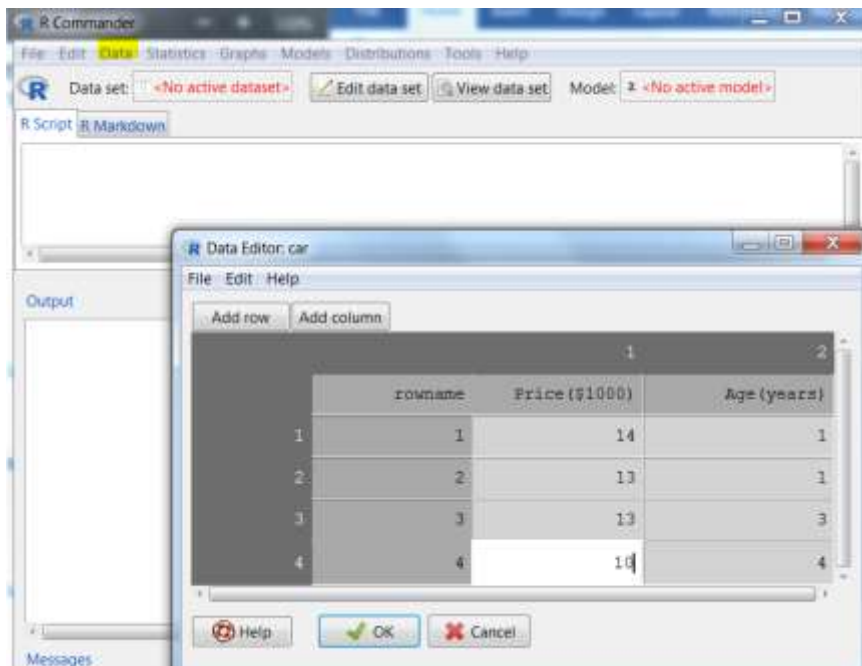 R Commander
File Edit Data Statistics Graphs Models Distributions Tools Help
R Data set: <No active dataset> Edit data set View data set Model: Σ <No active model>
R Script R Markdown
R Data Editor: car
File Edit Help
Output
Add row Add column
1 2
rowname Price($1000) Age(years)
1 1 14 1
2 2 13 1
3 3 13 3
4 4 10 4
Help OK Cancel
Messages